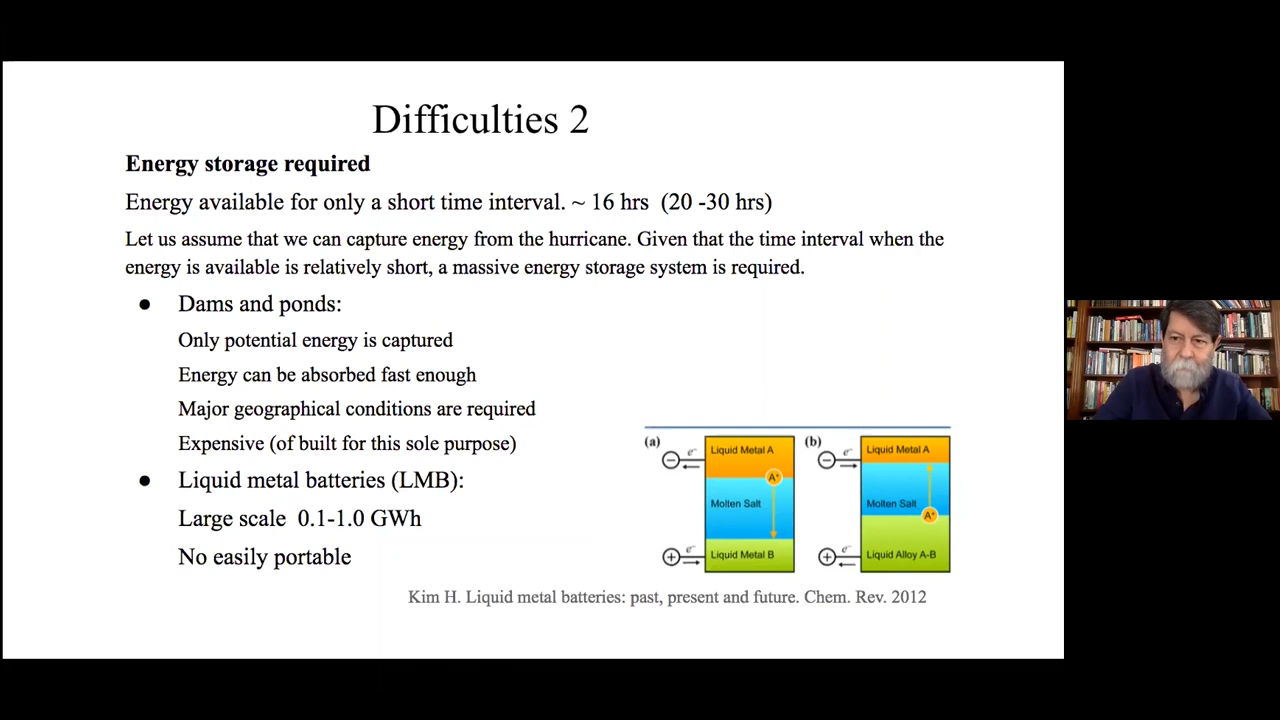 Difficulties 2
Energy storage required
Energy available for only a short time interval. ~ 16 hrs (20 -30 hrs)
Let us assume that we can capture energy from the hurricane. Given that the time interval when the
energy is available is relatively short, a massive energy storage system is required.
● Dams and ponds:
Only potential energy is captured
Energy can be absorbed fast enough
Major geographical conditions are required
Expensive (of built for this sole purpose)
● Liquid metal batteries (LMB):
Large scale 0.1-1.0 GWh
No easily portable
(a)
− e⁻
Liquid Metal A
A⁺
Molten Salt
+ e⁻
Liquid Metal B
(b)
− e⁻
Liquid Metal A
Molten Salt
A⁺
+ e⁻
Liquid Alloy A-B
Kim H. Liquid metal batteries: past, present and future. Chem. Rev. 2012